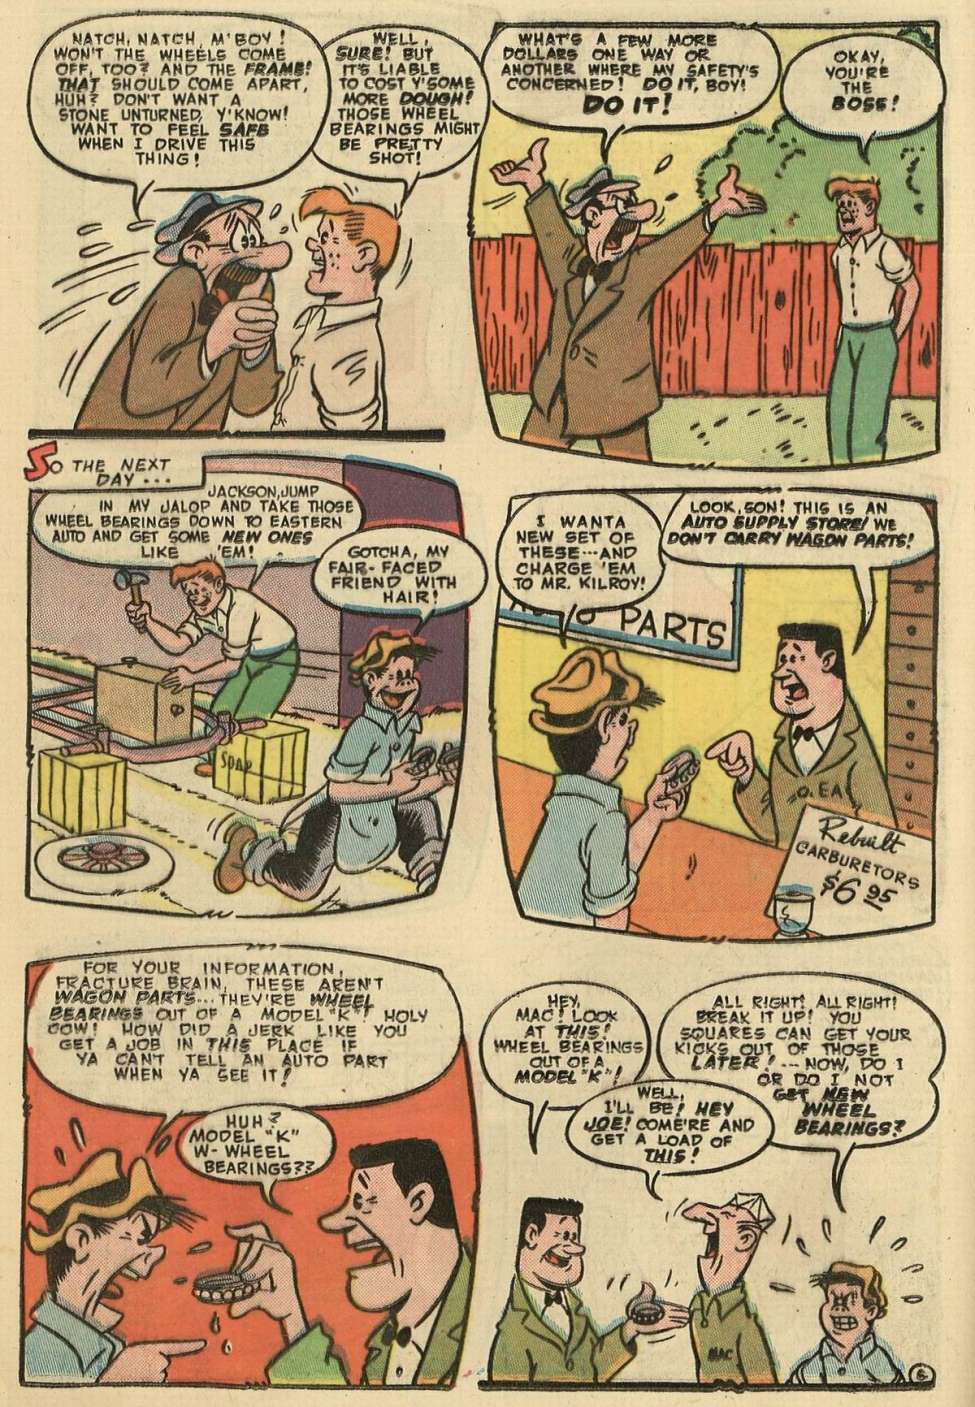 NATCH, NATCH, M'BOY!
WON'T THE WHEELS COME
OFF, TOO? AND THE FRAME!
THAT SHOULD COME APART,
HUH? DON'T WANT A
STONE UNTURNED, Y'KNOW!
WANT TO FEEL SAFE
WHEN I DRIVE THIS
THING!
WELL,
SURE! BUT
IT'S LIABLE
TO COST Y'SOME
MORE DOUGH!
THOSE WHEEL
BEARINGS MIGHT
BE PRETTY
SHOT!
WHAT'S A FEW MORE
DOLLARS ONE WAY OR
ANOTHER WHERE MY SAFETY'S
CONCERNED! DO IT, BOY!
DO IT!
OKAY,
YOU'RE
THE
BOSS!
SO THE NEXT
DAY...
JACKSON, JUMP
IN MY JALOP AND TAKE THOSE
WHEEL BEARINGS DOWN TO EASTERN
AUTO AND GET SOME NEW ONES
LIKE 'EM!
GOTCHA, MY
FAIR-FACED
FRIEND WITH
HAIR!
SOAP
I WANTA
NEW SET OF
THESE---AND
CHARGE 'EM
TO MR. KILROY!
LOOK, SON! THIS IS AN
AUTO SUPPLY STORE! WE
DON'T CARRY WAGON PARTS!
PARTS
Rebuilt
CARBURETORS
$6 95
FOR YOUR INFORMATION,
FRACTURE BRAIN, THESE AREN'T
WAGON PARTS... THEY'RE WHEEL
BEARINGS OUT OF A MODEL "K"! HOLY
COW! HOW DID A JERK LIKE YOU
GET A JOB IN THIS PLACE IF
YA CAN'T TELL AN AUTO PART
WHEN YA SEE IT!
HUH?
MODEL "K"
W-WHEEL
BEARINGS??
HEY,
MAC! LOOK
AT THIS!
WHEEL BEARINGS
OUT OF A
MODEL "K"!
WELL,
I'LL BE! HEY
JOE! COME'RE AND
GET A LOAD OF
THIS!
ALL RIGHT! ALL RIGHT!
BREAK IT UP! YOU
SQUARES CAN GET YOUR
KICKS OUT OF THOSE
LATER!---NOW, DO I
OR DO I NOT
GET NEW
WHEEL
BEARINGS?
MAC
6